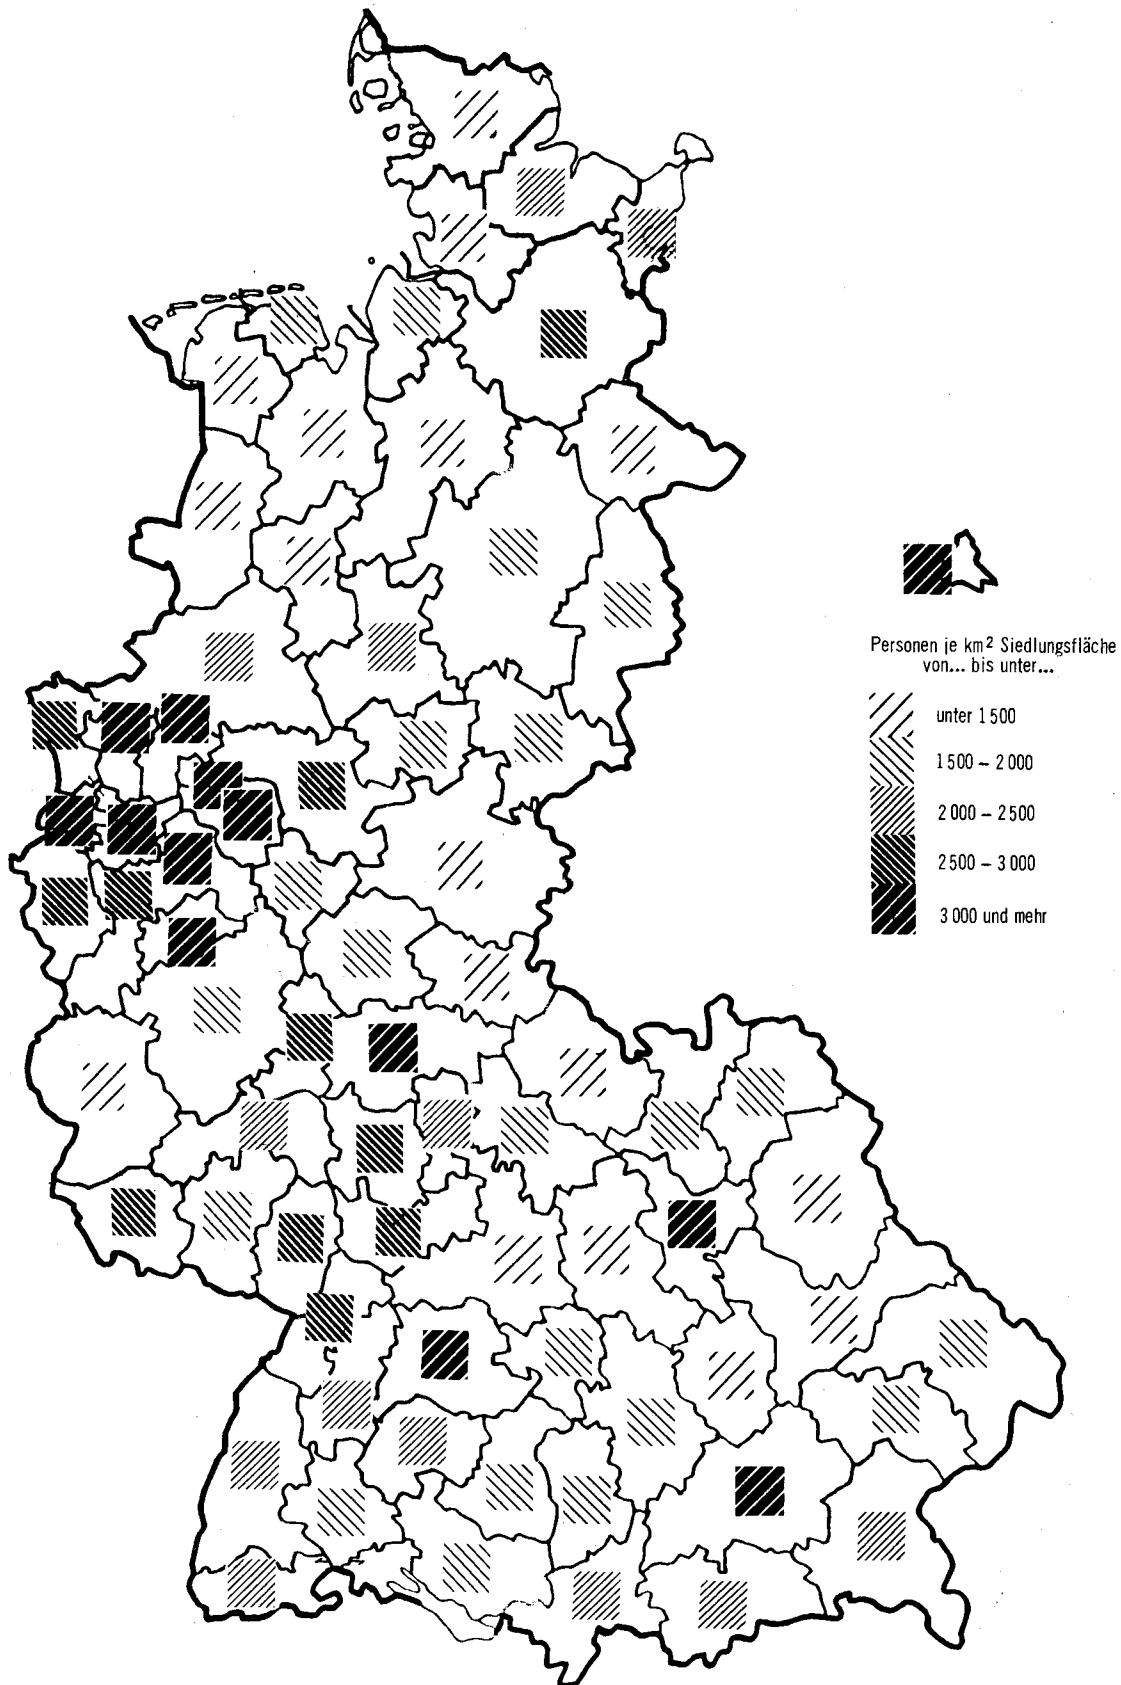 Personen je km² Siedlungsfläche
von... bis unter...
unter 1 500
1 500 – 2 000
2 000 – 2 500
2 500 – 3 000
3 000 und mehr